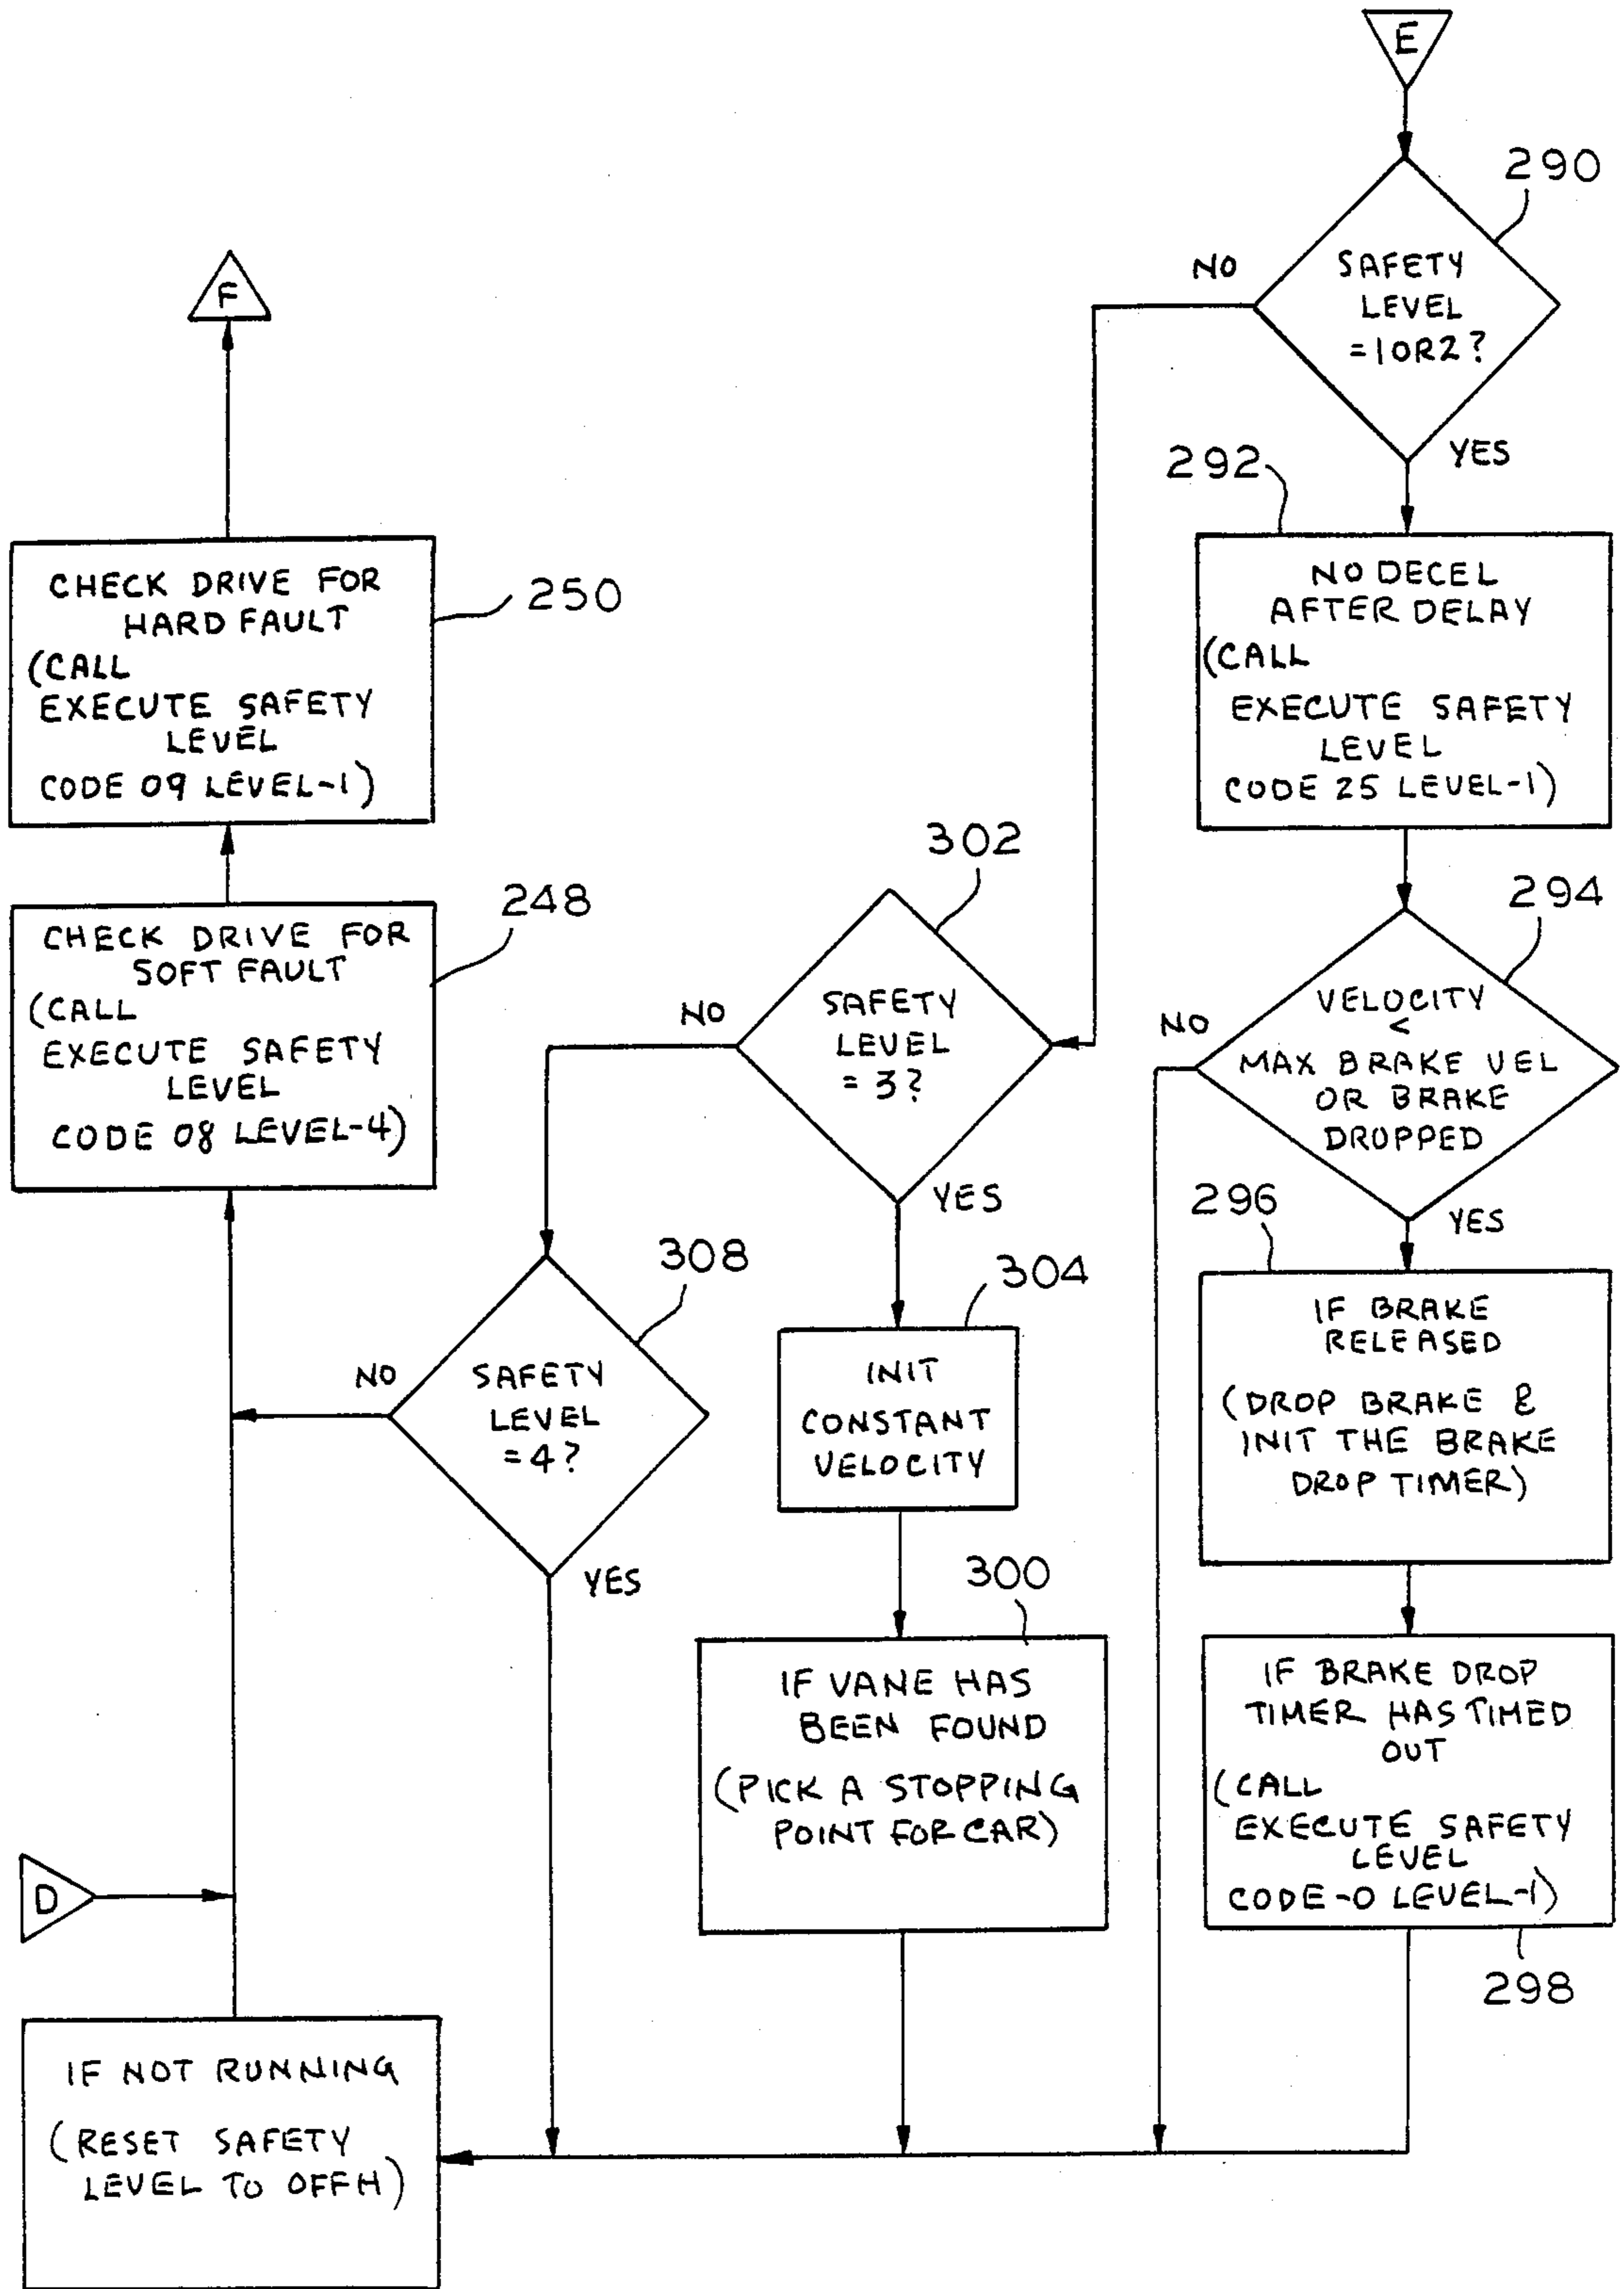 E
290
NO
SAFETY
LEVEL
=1OR2?
YES
292
NO DECEL
AFTER DELAY
(CALL
EXECUTE SAFETY
LEVEL
CODE 25 LEVEL-1)
294
NO
VELOCITY
<
MAX BRAKE VEL
OR BRAKE
DROPPED
YES
296
IF BRAKE
RELEASED
(DROP BRAKE &
INIT THE BRAKE
DROP TIMER)
IF BRAKE DROP
TIMER HAS TIMED
OUT
(CALL
EXECUTE SAFETY
LEVEL
CODE-0 LEVEL-1)
298
302
NO
SAFETY
LEVEL
=3?
YES
304
INIT
CONSTANT
VELOCITY
300
IF VANE HAS
BEEN FOUND
(PICK A STOPPING
POINT FOR CAR)
308
NO
SAFETY
LEVEL
=4?
YES
IF NOT RUNNING
(RESET SAFETY
LEVEL TO OFFH)
D
CHECK DRIVE FOR
SOFT FAULT
(CALL
EXECUTE SAFETY
LEVEL
CODE 08 LEVEL-4)
248
CHECK DRIVE FOR
HARD FAULT
(CALL
EXECUTE SAFETY
LEVEL
CODE 09 LEVEL-1)
250
F